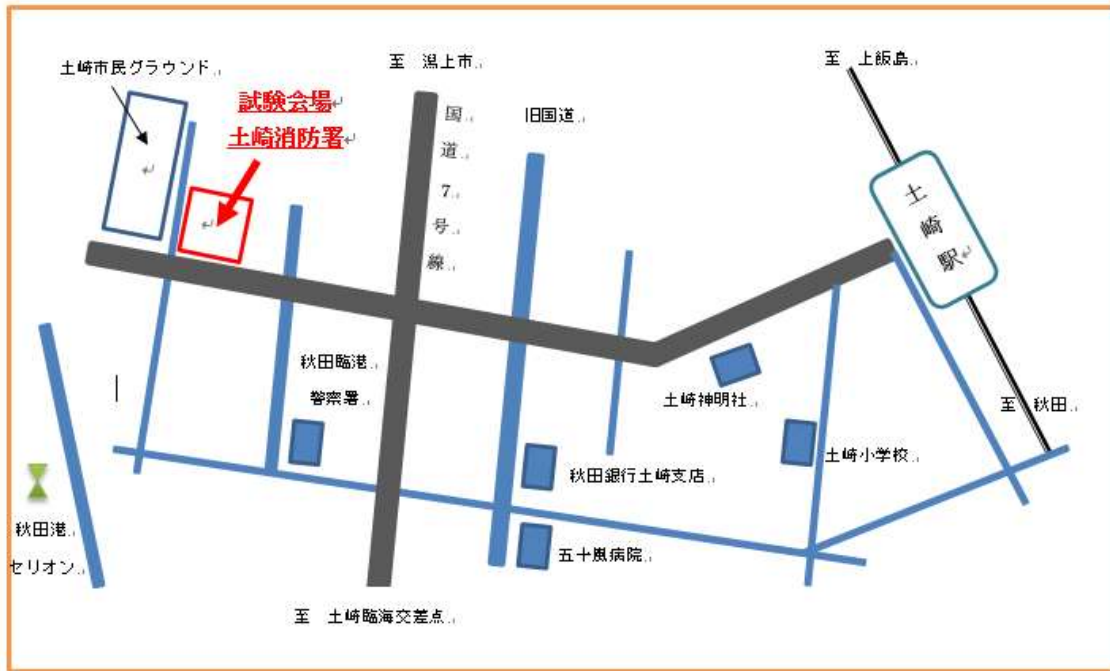 土崎市民グラウンド
試験会場
土崎消防署
至　潟上市
国道7号線
旧国道
至　上飯島
土崎駅
秋田臨港
警察署
土崎神明社
至　秋田
土崎小学校
秋田銀行土崎支店
秋田港
セリオン
五十嵐病院
至　土崎臨海交差点